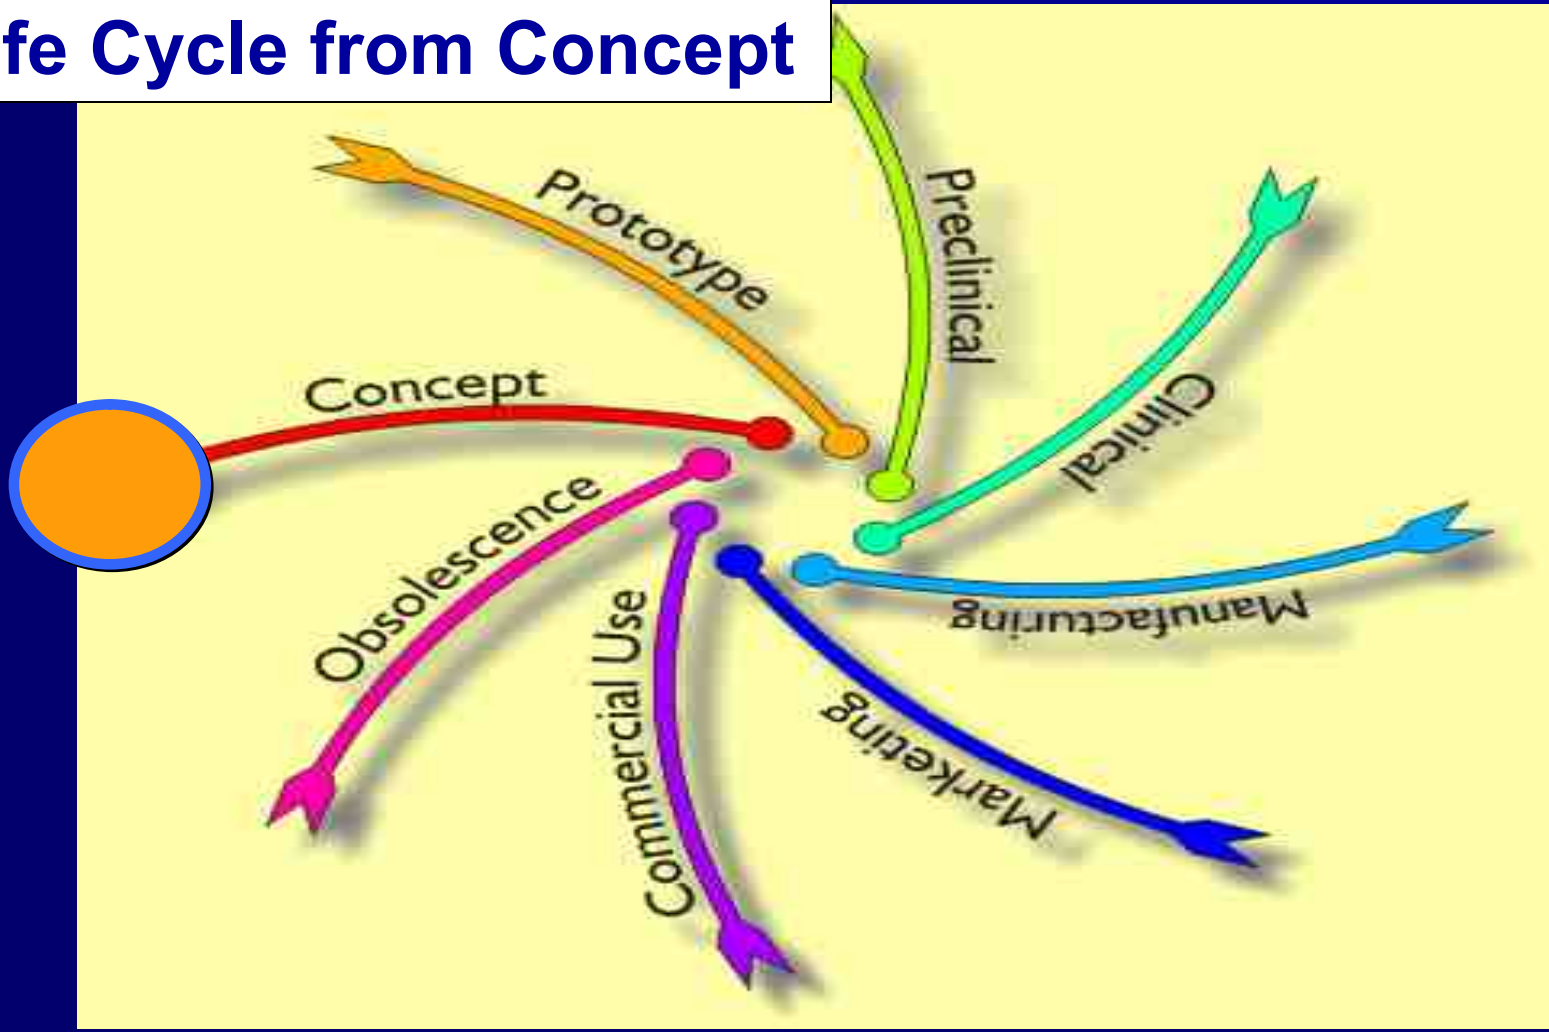 fe Cycle from Concept
Concept
Prototype
Preclinical
Clinical
Manufacturing
Marketing
Commercial Use
Obsolescence